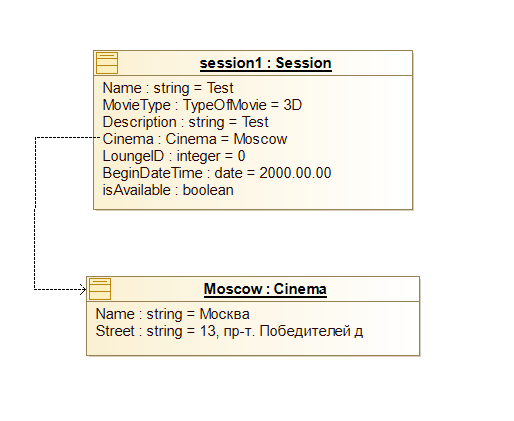 session1 : Session
Name : string = Test
MovieType : TypeOfMovie = 3D
Description : string = Test
Cinema : Cinema = Moscow
LoungeID : integer = 0
BeginDateTime : date = 2000.00.00
isAvailable : boolean
Moscow : Cinema
Name : string = Москва
Street : string = 13, пр-т. Победителей д